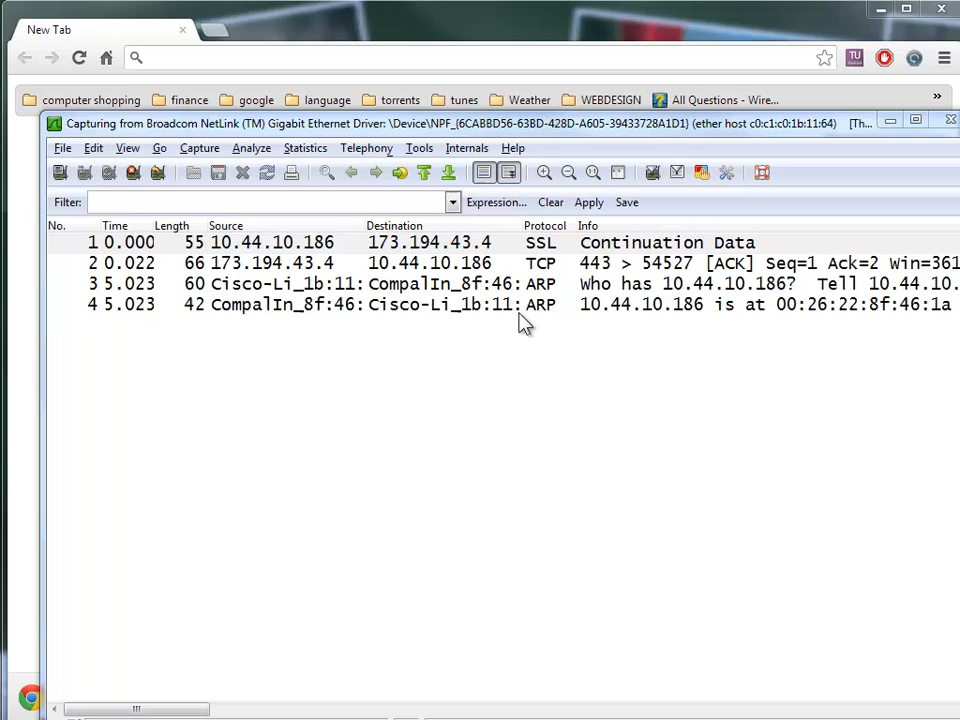 New Tab
computer shopping finance google language torrents tunes Weather WEBDESIGN All Questions - Wire... »
Capturing from Broadcom NetLink (TM) Gigabit Ethernet Driver: \Device\NPF_{6CABBD56-63BD-428D-A605-39433728A1D1} (ether host c0:c1:c0:1b:11:64) [Th...
File Edit View Go Capture Analyze Statistics Telephony Tools Internals Help
Filter: Expression... Clear Apply Save
No. Time Length Source Destination Protocol Info
1 0.000 55 10.44.10.186 173.194.43.4 SSL Continuation Data
2 0.022 66 173.194.43.4 10.44.10.186 TCP 443 > 54527 [ACK] Seq=1 Ack=2 Win=361
3 5.023 60 Cisco-Li_1b:11: CompalIn_8f:46: ARP Who has 10.44.10.186? Tell 10.44.10.
4 5.023 42 CompalIn_8f:46: Cisco-Li_1b:11: ARP 10.44.10.186 is at 00:26:22:8f:46:1a